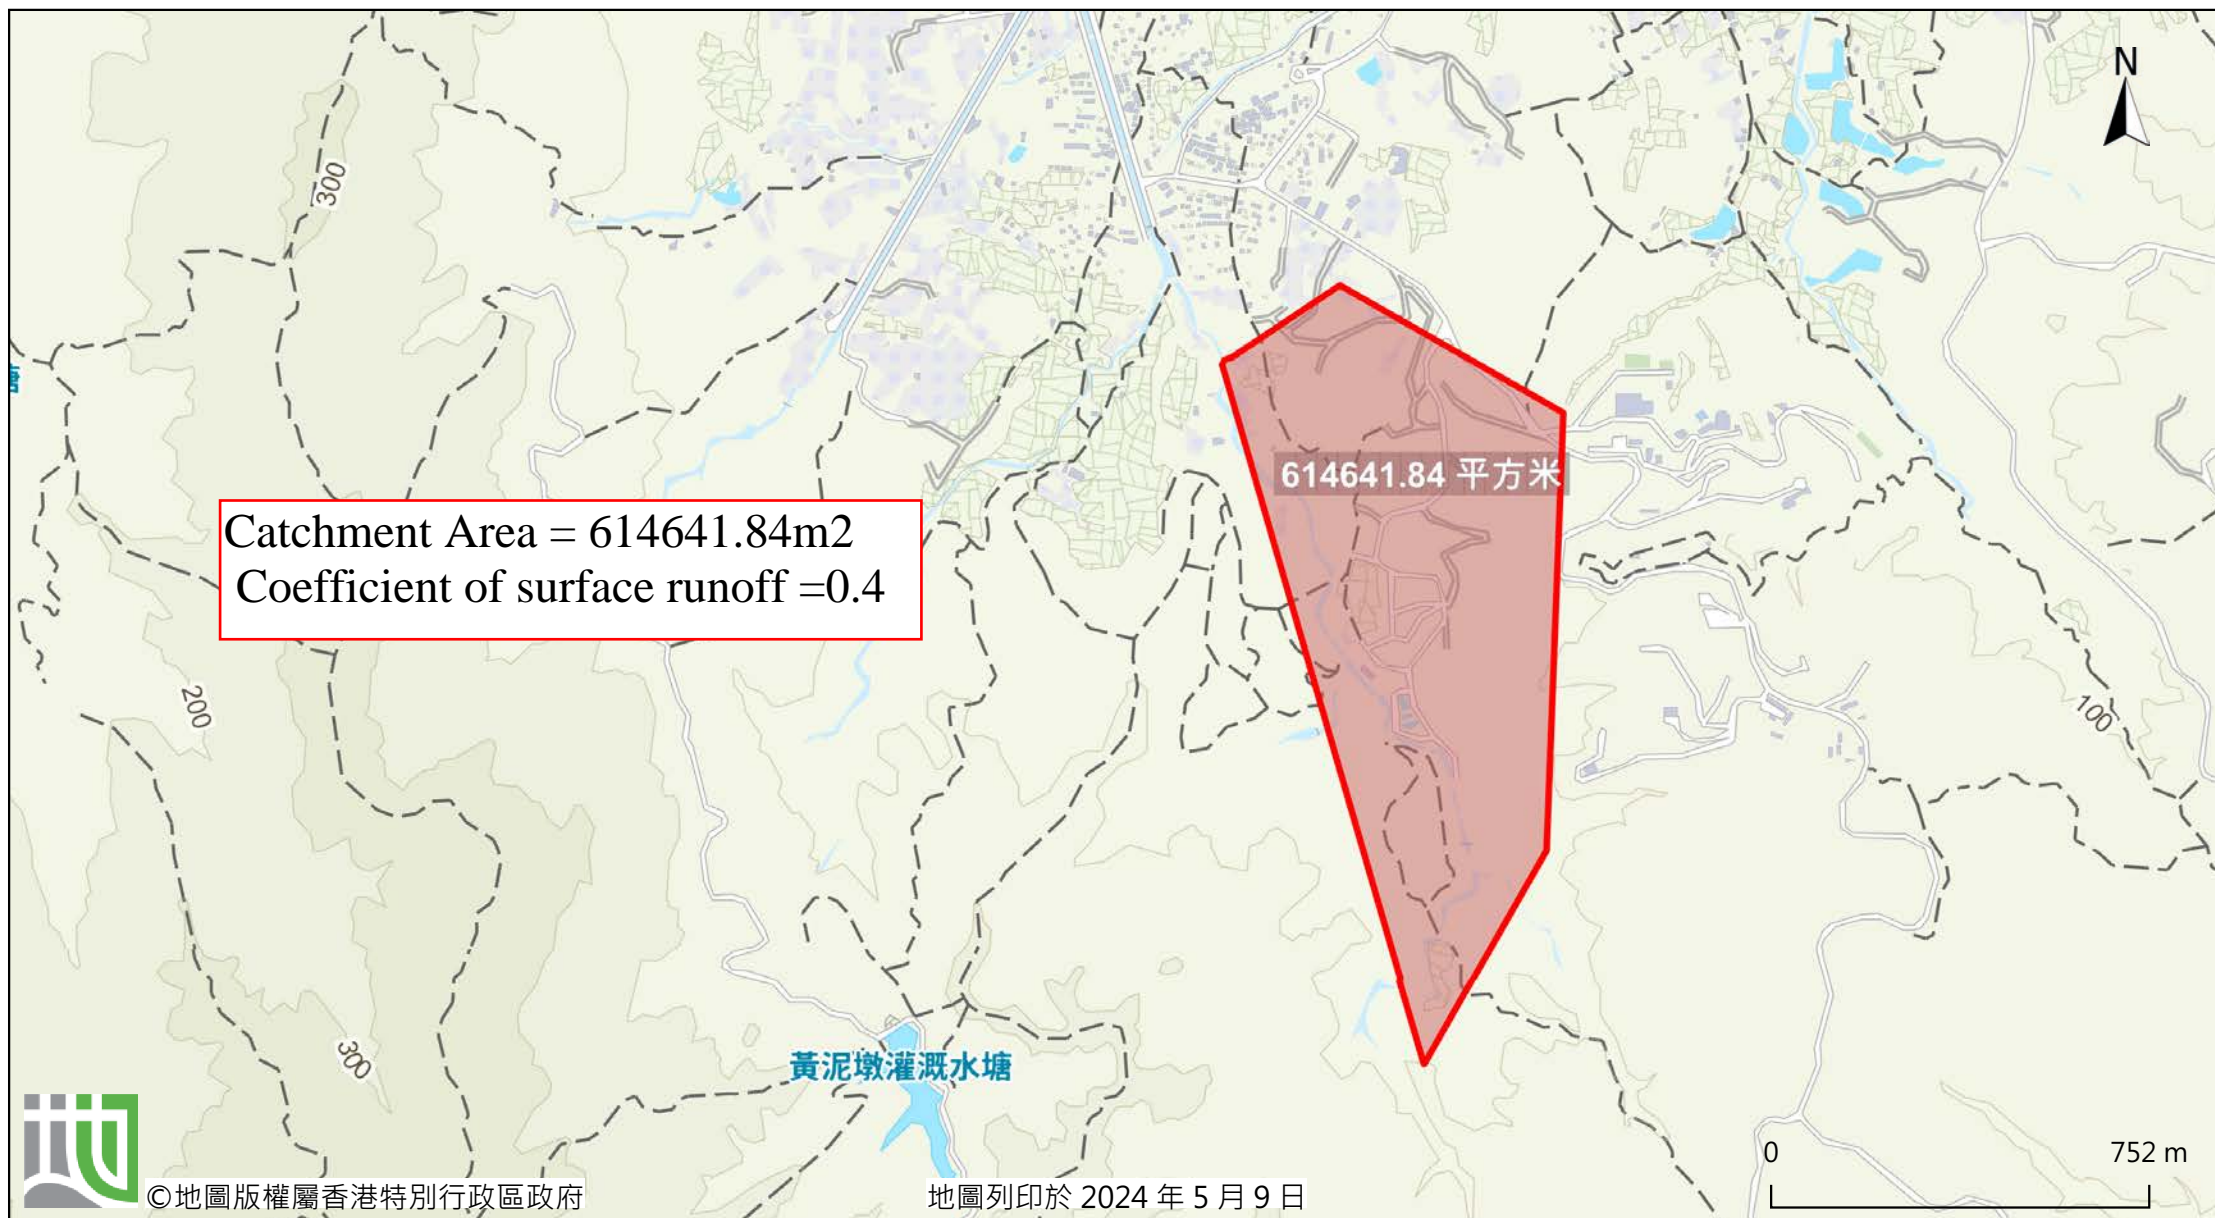 N
300
塘
614641.84 平方米
Catchment Area = 614641.84m2
Coefficient of surface runoff =0.4
200
100
300
黃泥墩灌溉水塘
0
752 m
©地圖版權屬香港特別行政區政府
地圖列印於 2024 年 5 月 9 日